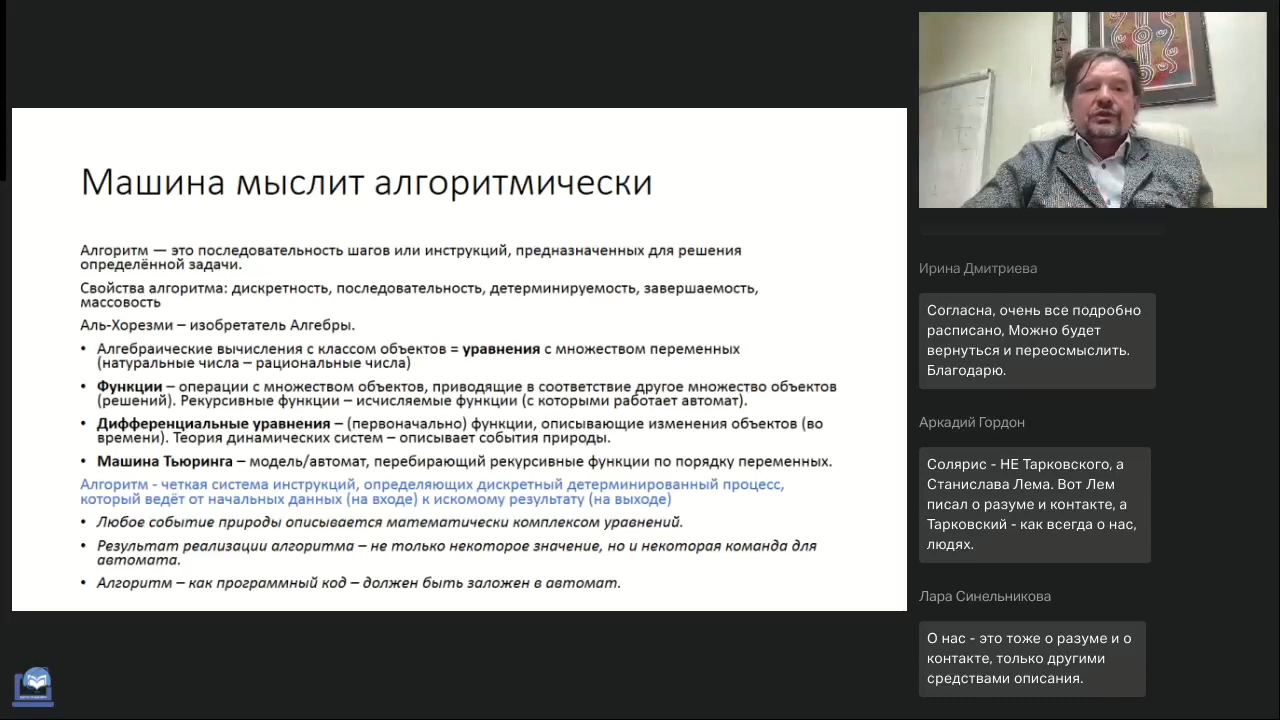 Машина мыслит алгоритмически
Алгоритм — это последовательность шагов или инструкций, предназначенных для решения
определённой задачи.
Свойства алгоритма: дискретность, последовательность, детерминируемость, завершаемость,
массовость
Аль-Хорезми – изобретатель Алгебры.
• Алгебраические вычисления с классом объектов = уравнения с множеством переменных
(натуральные числа – рациональные числа)
• Функции – операции с множеством объектов, приводящие в соответствие другое множество объектов
(решений). Рекурсивные функции – исчисляемые функции (с которыми работает автомат).
• Дифференциальные уравнения – (первоначально) функции, описывающие изменения объектов (во
времени). Теория динамических систем – описывает события природы.
• Машина Тьюринга – модель/автомат, перебирающий рекурсивные функции по порядку переменных.
Алгоритм - четкая система инструкций, определяющих дискретный детерминированный процесс,
который ведёт от начальных данных (на входе) к искомому результату (на выходе)
• Любое событие природы описывается математически комплексом уравнений.
• Результат реализации алгоритма – не только некоторое значение, но и некоторая команда для
автомата.
• Алгоритм – как программный код – должен быть заложен в автомат.
Ирина Дмитриева
Согласна, очень все подробно
расписано, Можно будет
вернуться и переосмыслить.
Благодарю.
Аркадий Гордон
Солярис - НЕ Тарковского, а
Станислава Лема. Вот Лем
писал о разуме и контакте, а
Тарковский - как всегда о нас,
людях.
Лара Синельникова
О нас - это тоже о разуме и о
контакте, только другими
средствами описания.